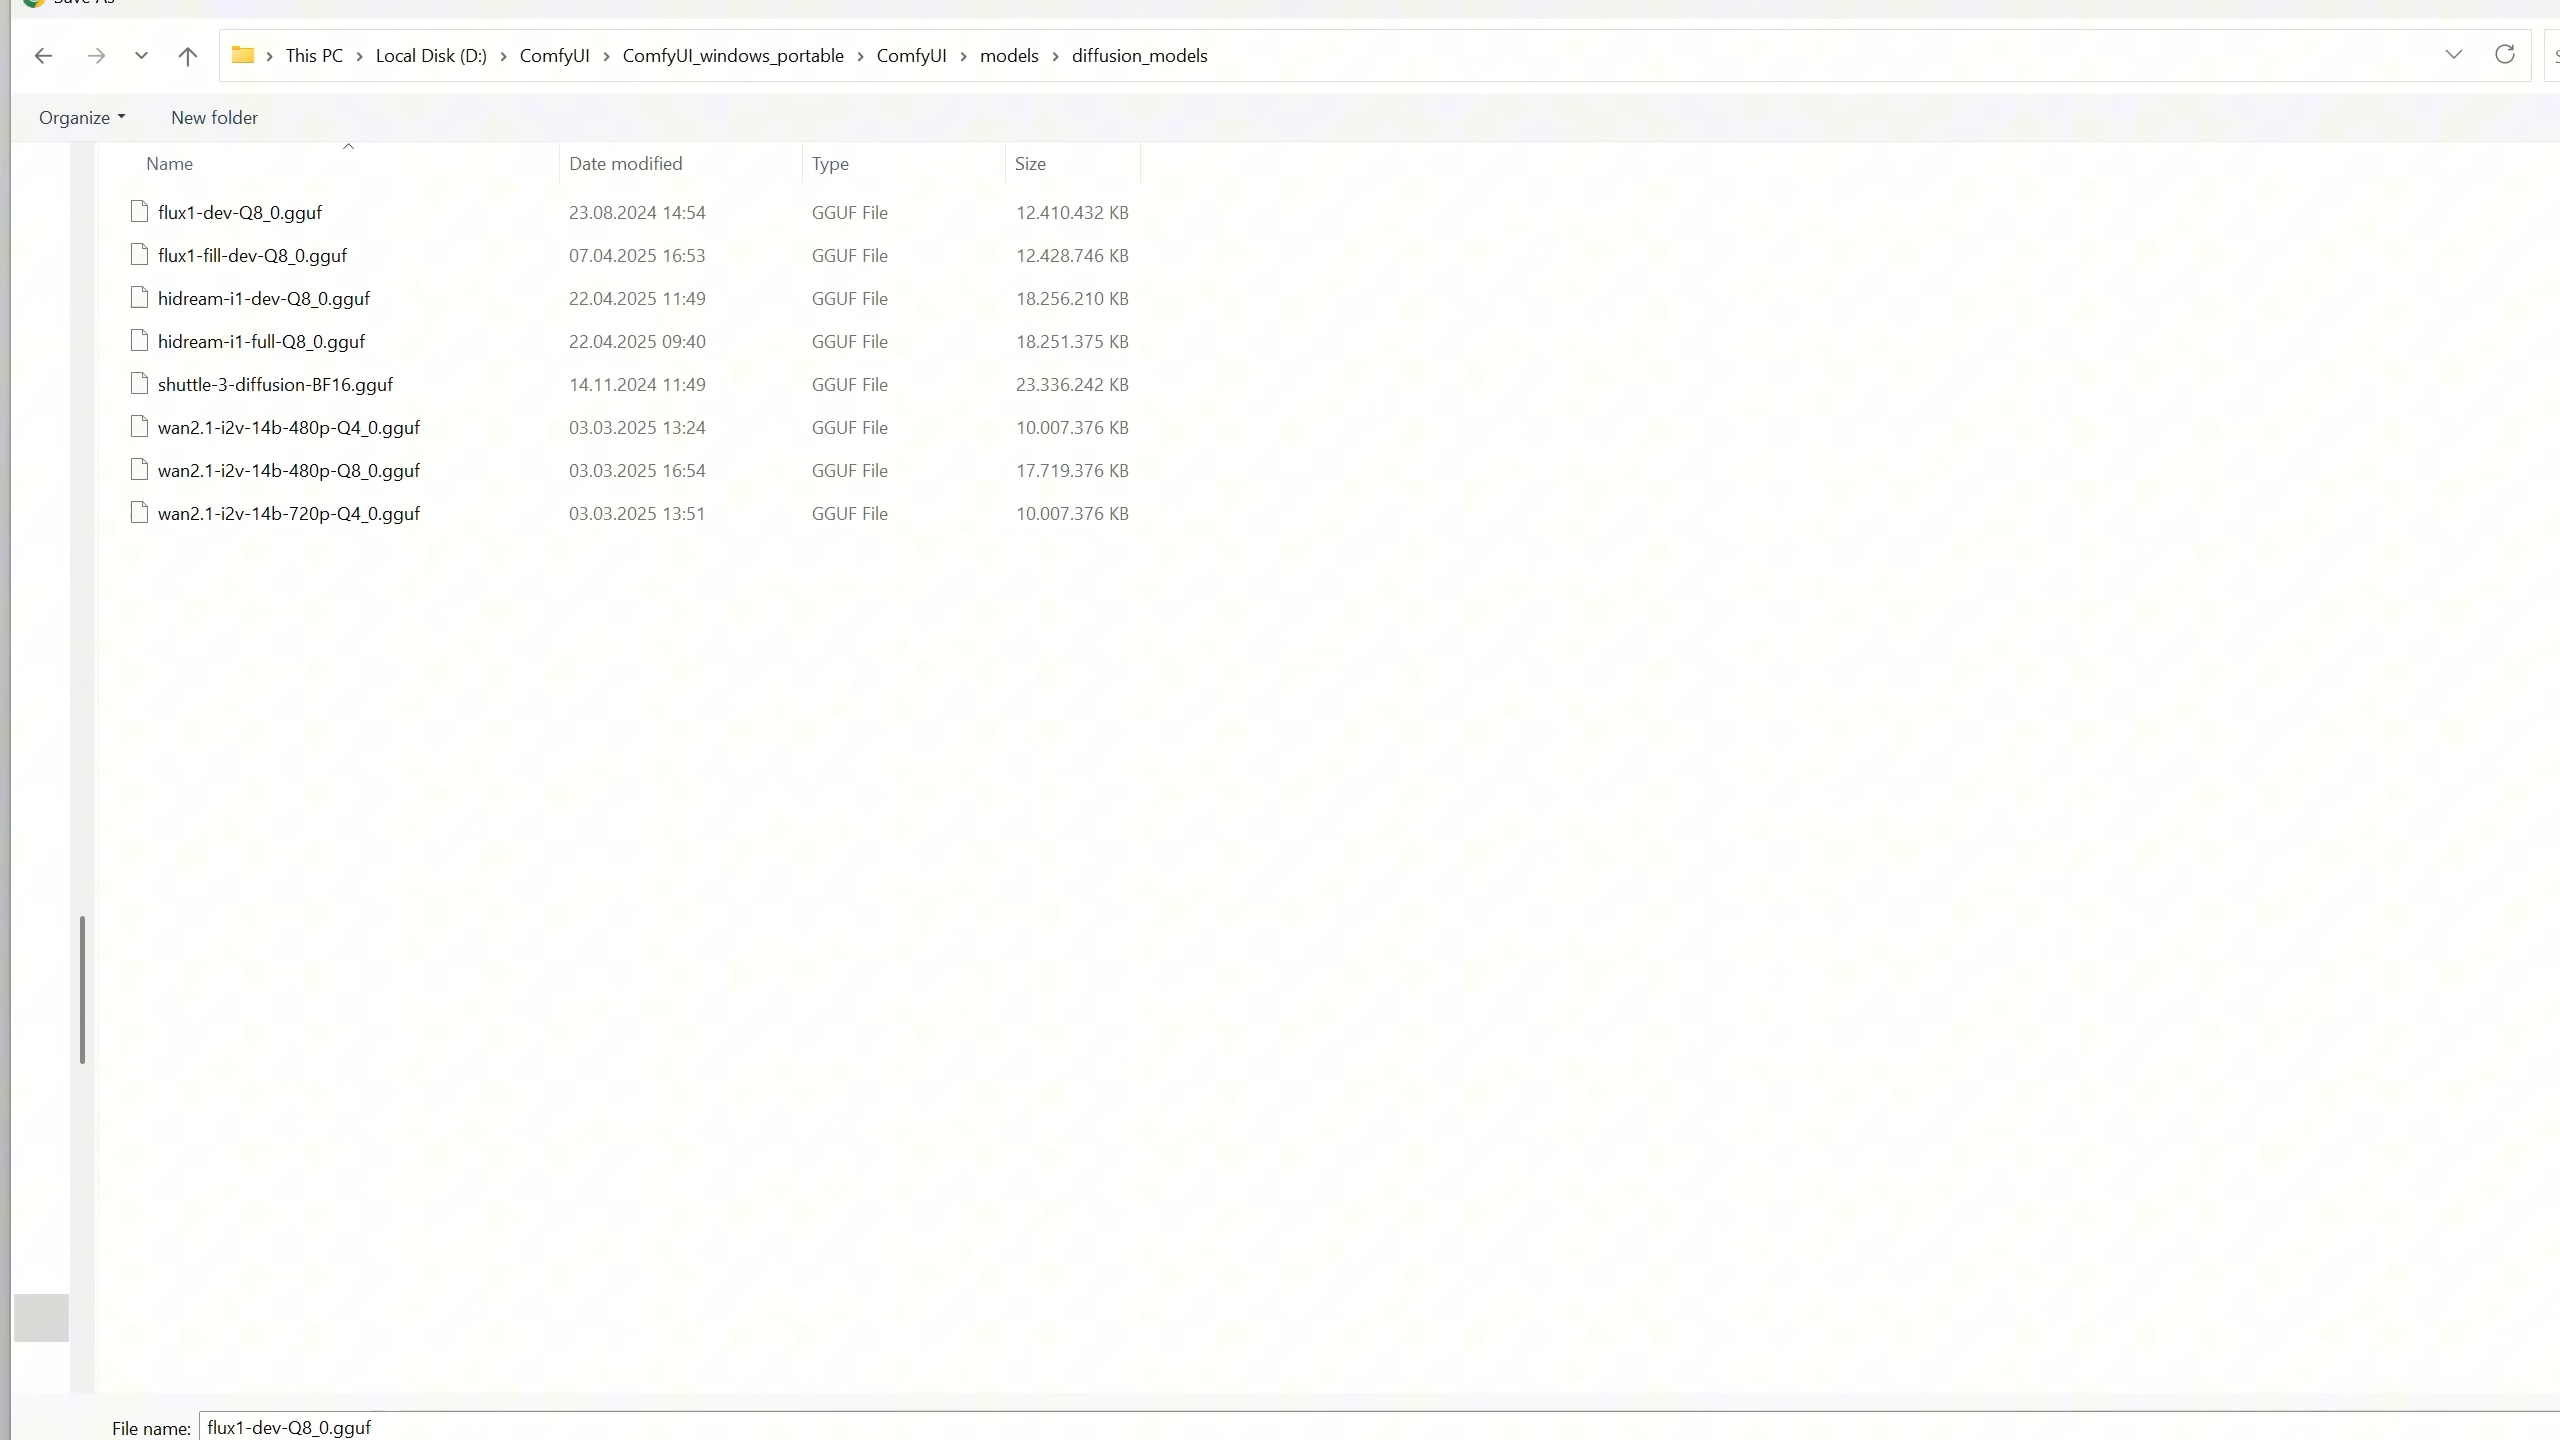 Save As
This PC > Local Disk (D:) > ComfyUI > ComfyUI_windows_portable > ComfyUI > models > diffusion_models
Organize New folder
Name Date modified Type Size
flux1-dev-Q8_0.gguf 23.08.2024 14:54 GGUF File 12.410.432 KB
flux1-fill-dev-Q8_0.gguf 07.04.2025 16:53 GGUF File 12.428.746 KB
hidream-i1-dev-Q8_0.gguf 22.04.2025 11:49 GGUF File 18.256.210 KB
hidream-i1-full-Q8_0.gguf 22.04.2025 09:40 GGUF File 18.251.375 KB
shuttle-3-diffusion-BF16.gguf 14.11.2024 11:49 GGUF File 23.336.242 KB
wan2.1-i2v-14b-480p-Q4_0.gguf 03.03.2025 13:24 GGUF File 10.007.376 KB
wan2.1-i2v-14b-480p-Q8_0.gguf 03.03.2025 16:54 GGUF File 17.719.376 KB
wan2.1-i2v-14b-720p-Q4_0.gguf 03.03.2025 13:51 GGUF File 10.007.376 KB
File name: flux1-dev-Q8_0.gguf